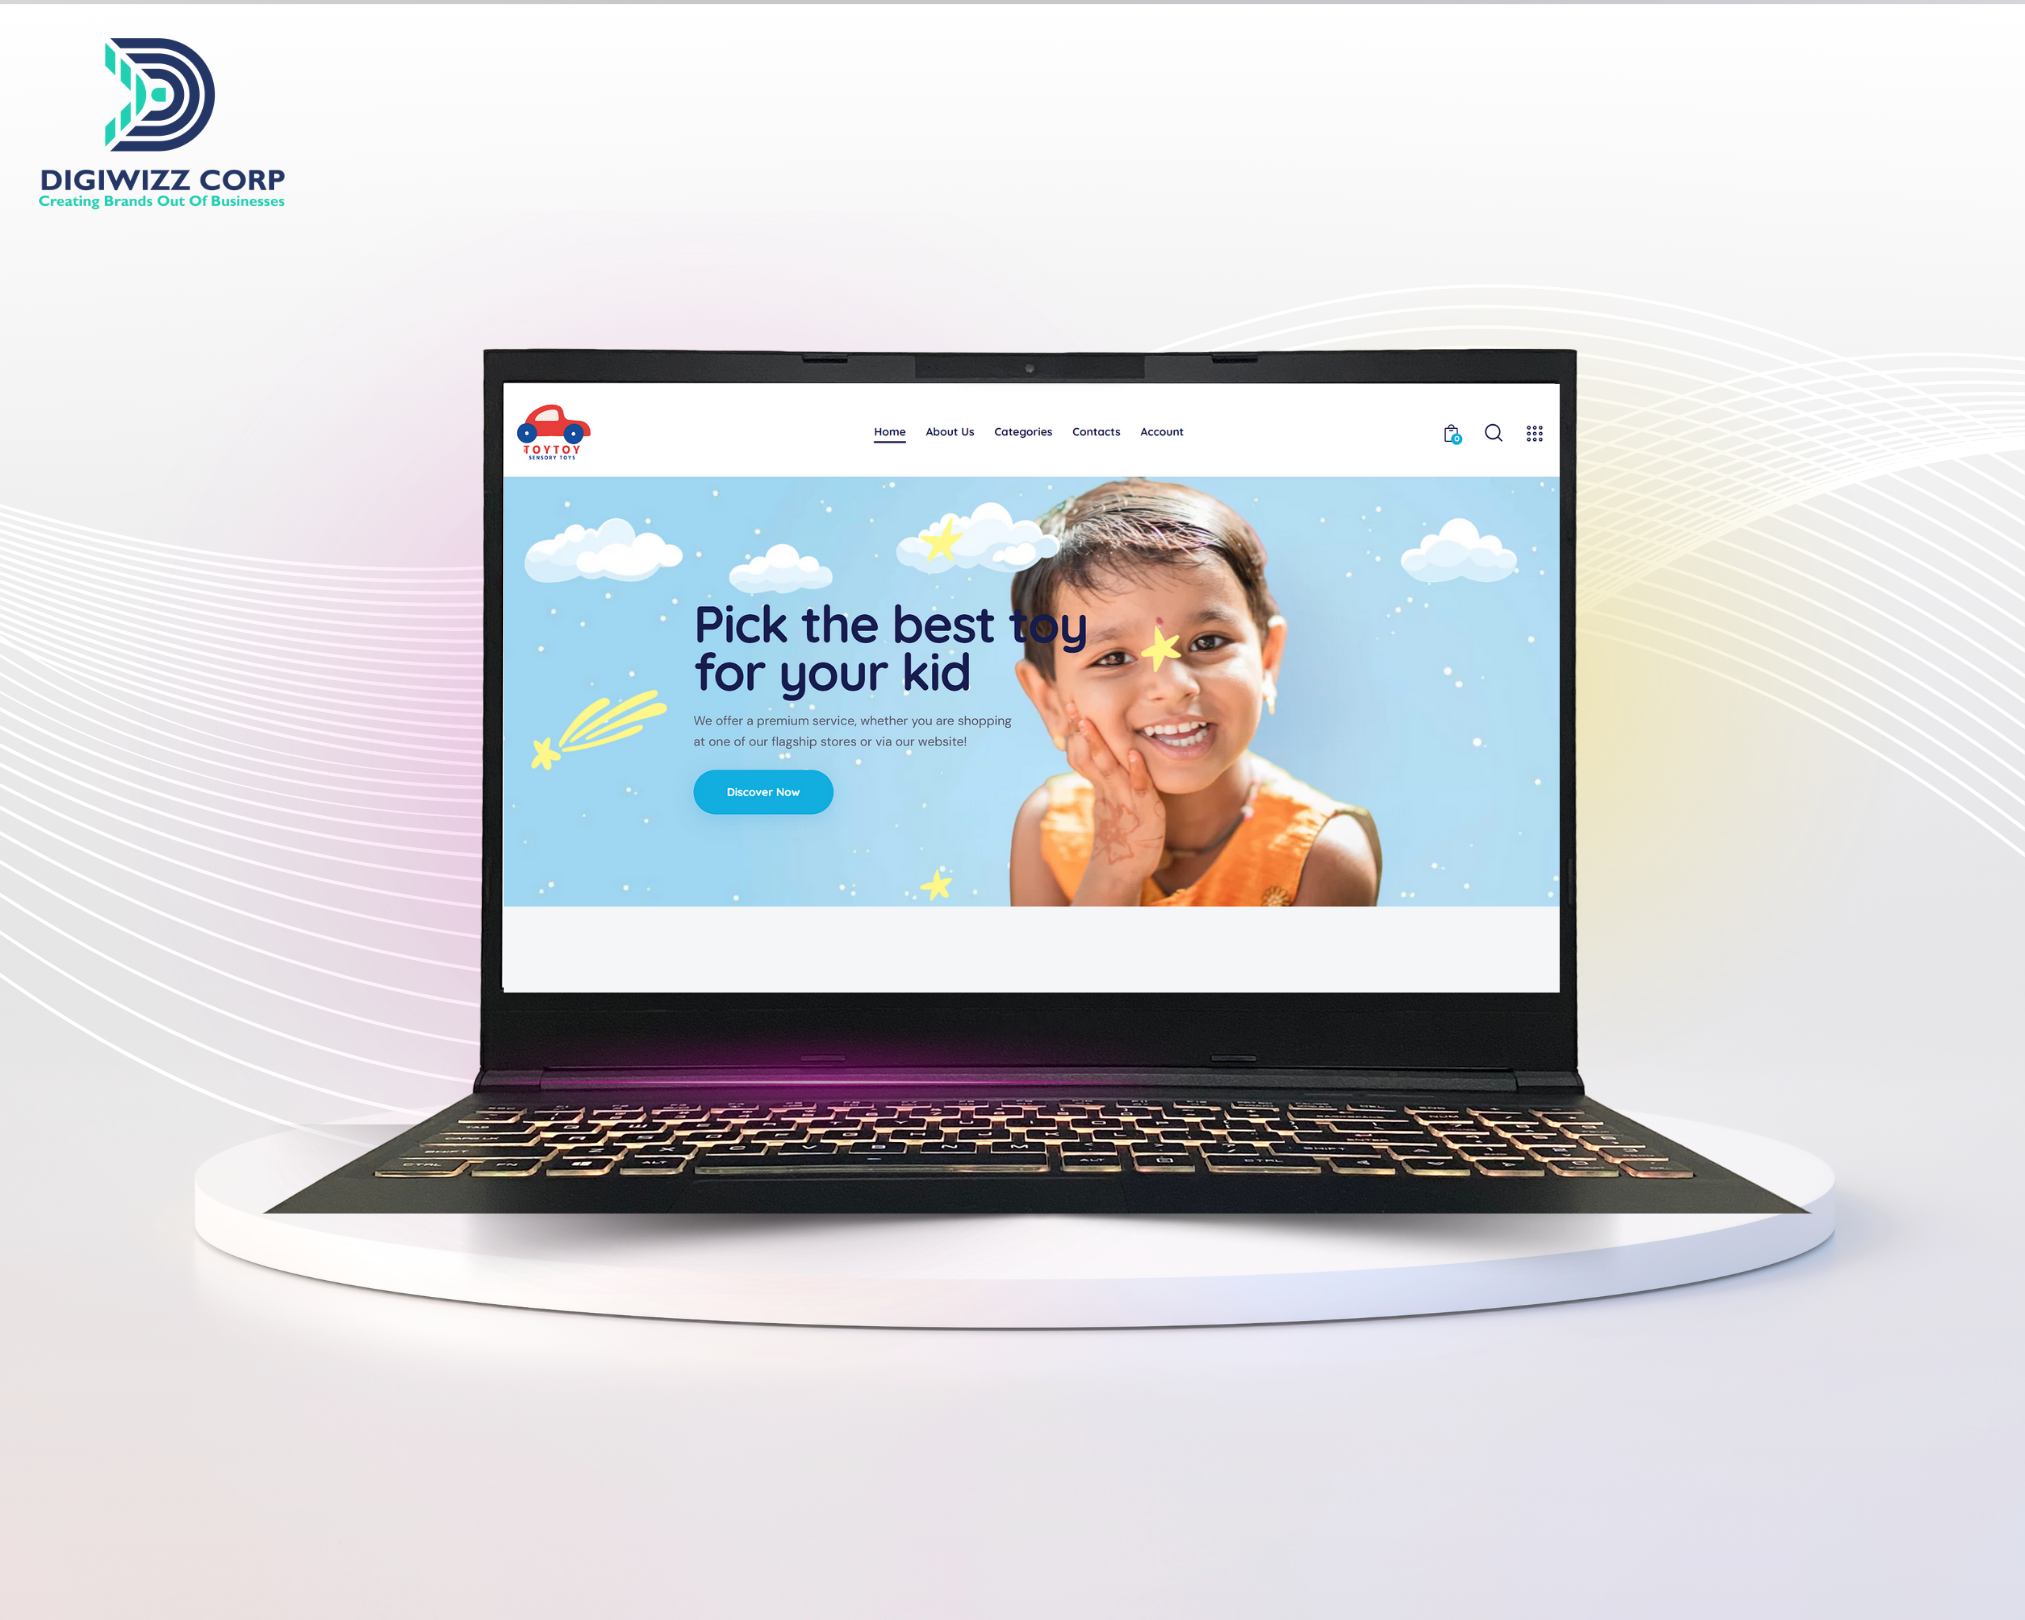 DIGIWIZZ CORP
Creating Brands Out Of Businesses
TOYTOY
SENSORY TOYS
Home About Us Categories Contacts Account
0
Pick the best toy
for your kid
We offer a premium service, whether you are shopping
at one of our flagship stores or via our website!
Discover Now